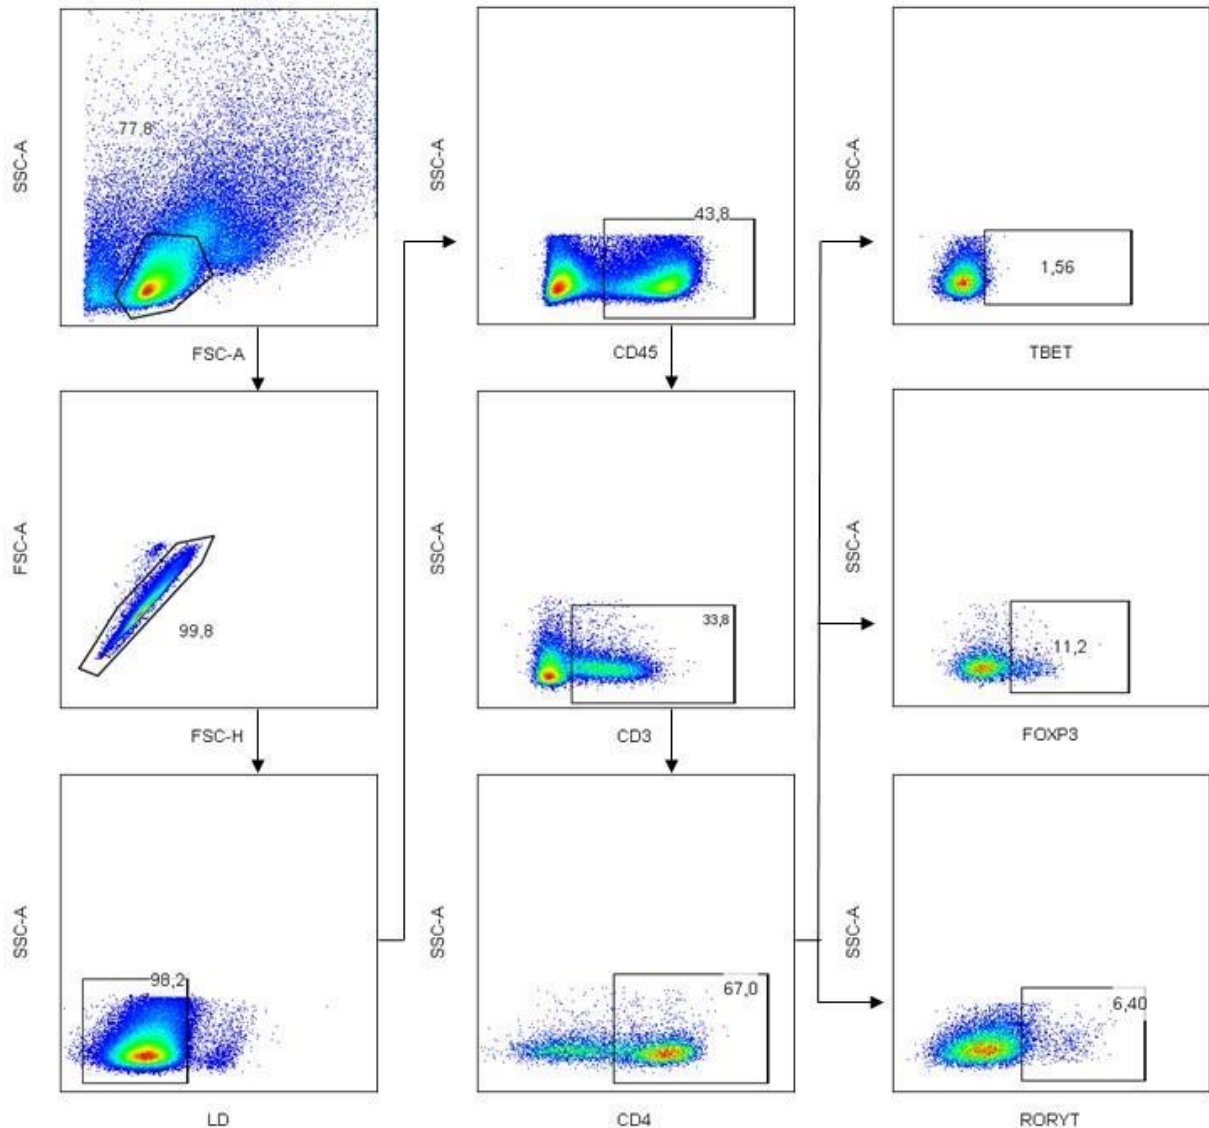 SSC-A
77,8
FSC-A
SSC-A
43,8
CD45
SSC-A
1,56
TBET
FSC-A
99,8
FSC-H
SSC-A
33,8
CD3
SSC-A
11,2
FOXP3
SSC-A
98,2
LD
SSC-A
67,0
CD4
SSC-A
6,40
RORYT